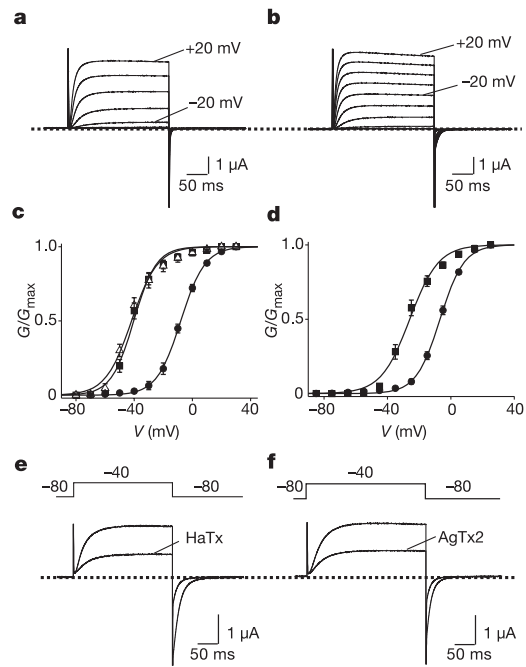 a
+20 mV
−20 mV
1 μA
50 ms
b
+20 mV
−20 mV
1 μA
50 ms
c
1.0
0.5
0
G/Gmax
−80 −40 0 40
V (mV)
d
1.0
0.5
0
G/Gmax
−80 −40 0 40
V (mV)
e
−80 −40 −80
HaTx
1 μA
50 ms
f
−80 −40 −80
AgTx2
1 μA
50 ms